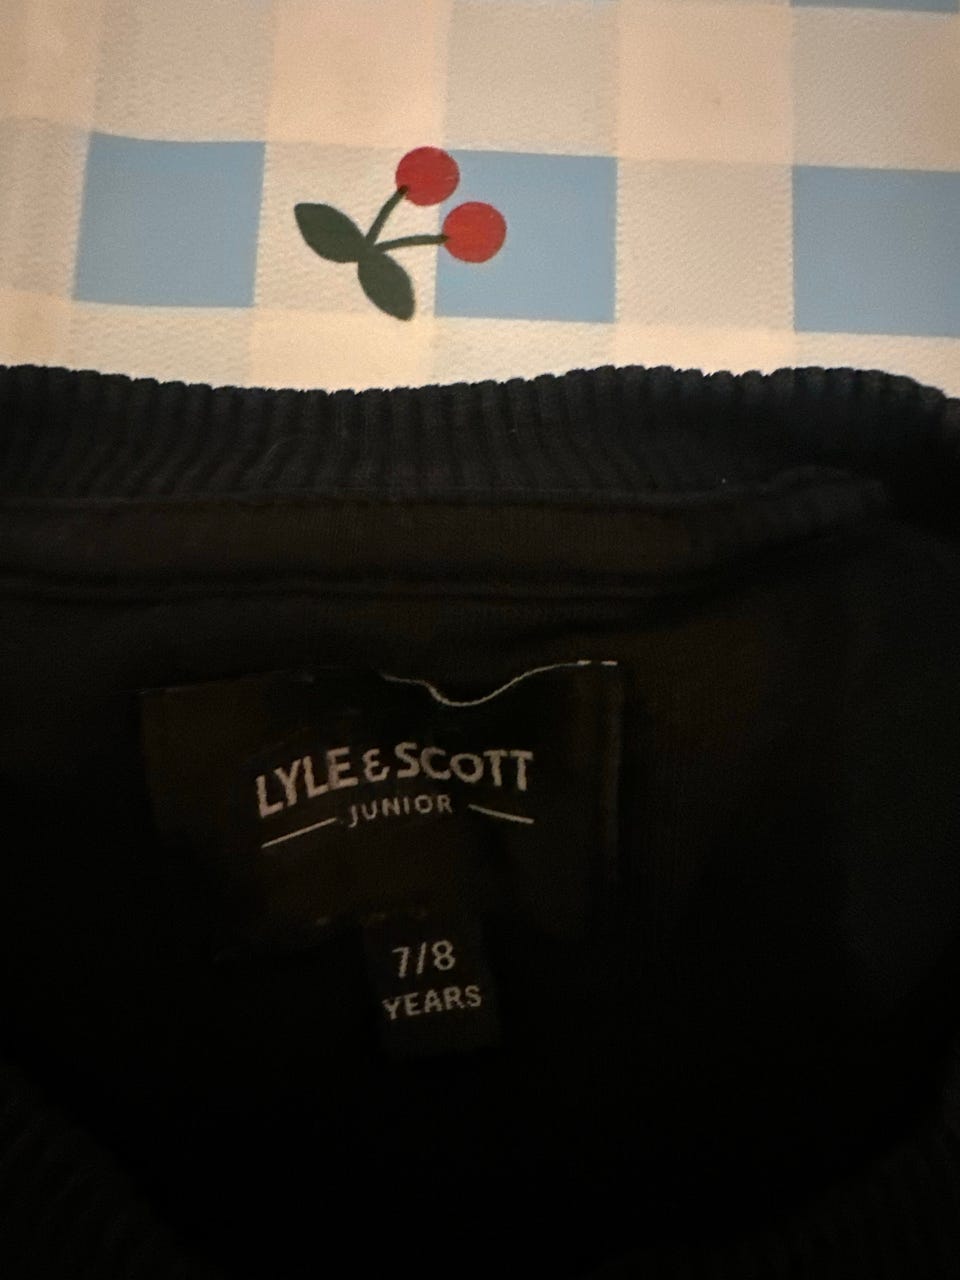 LYLE & SCOTT
JUNIOR
7/8
YEARS